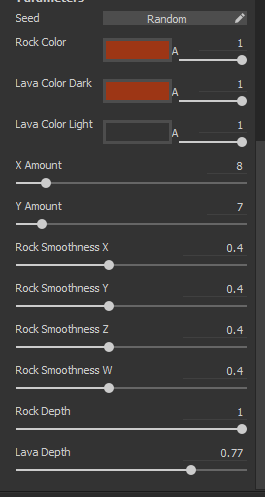 Parameters
Seed Random
Rock Color A 1
Lava Color Dark A 1
Lava Color Light A 1
X Amount 8
Y Amount 7
Rock Smoothness X 0.4
Rock Smoothness Y 0.4
Rock Smoothness Z 0.4
Rock Smoothness W 0.4
Rock Depth 1
Lava Depth 0.77